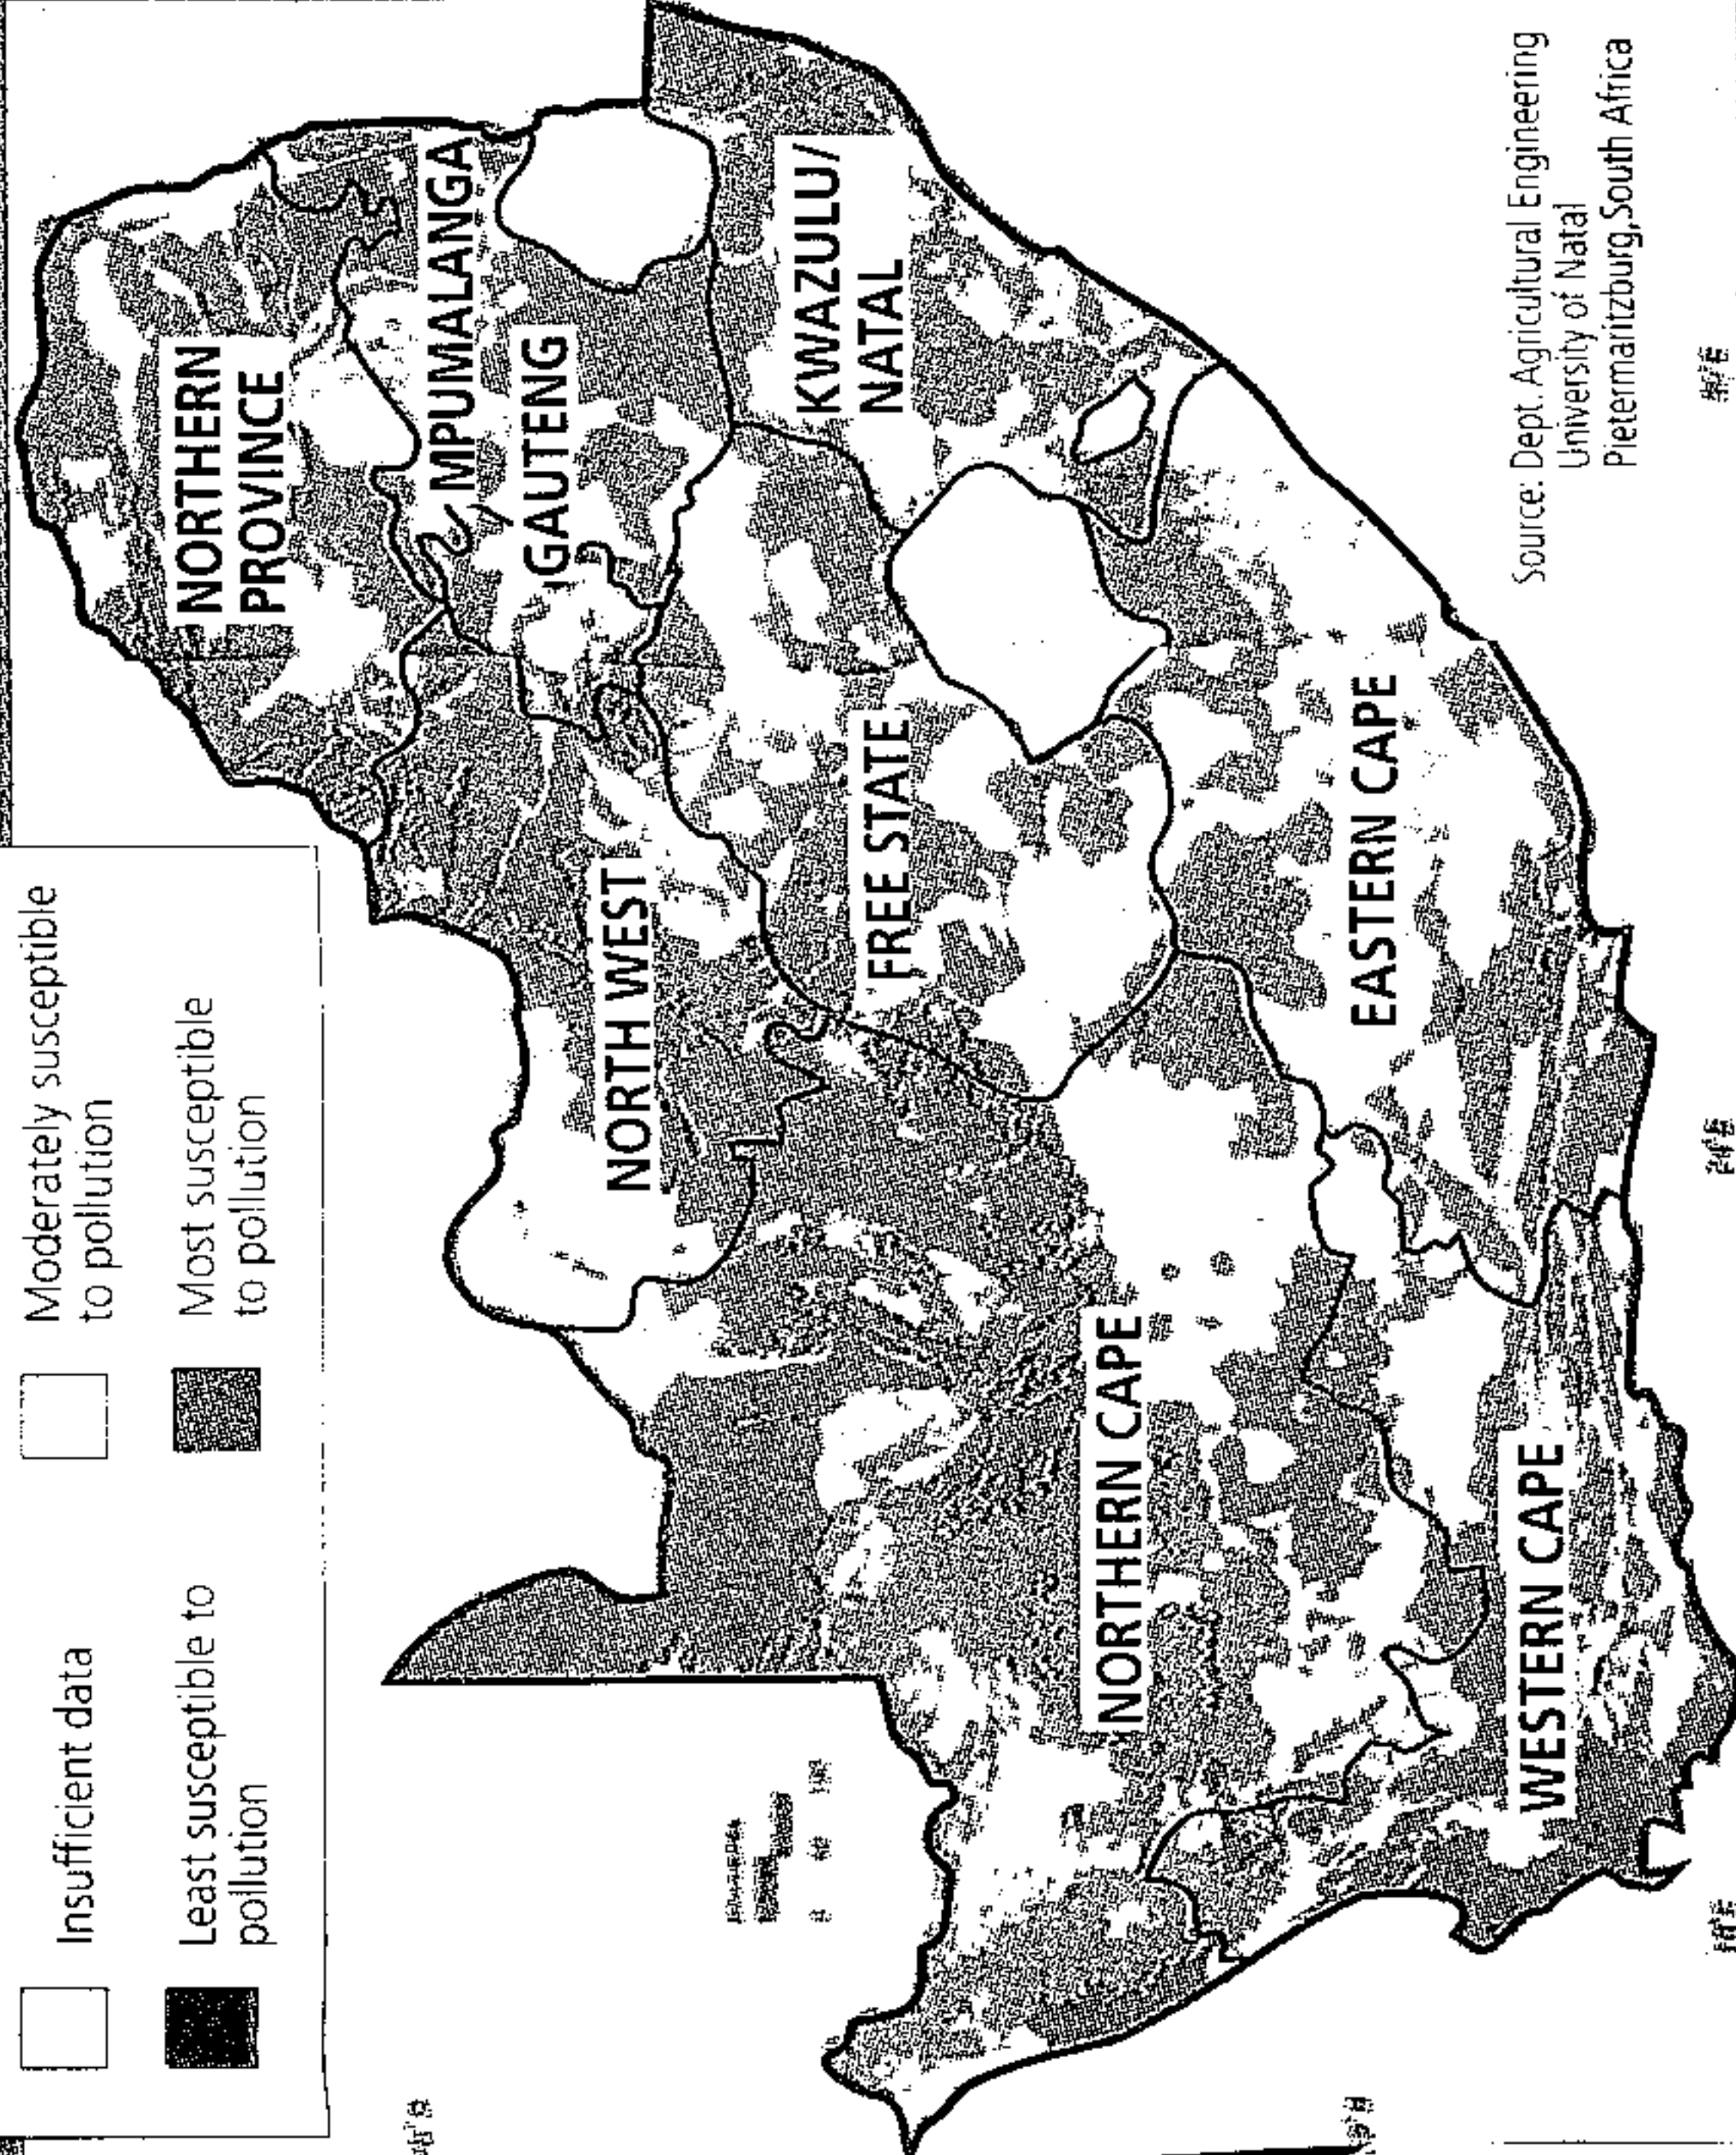 Insufficient data
Moderately susceptible
to pollution
Least susceptible to
pollution
Most susceptible
to pollution
NORTHERN
PROVINCE
MPUMALANGA
GAUTENG
NORTH WEST
KWAZULU/
NATAL
FREE STATE
NORTHERN CAPE
EASTERN CAPE
WESTERN CAPE
Source: Dept. Agricultural Engineering
University of Natal
Pietermaritzburg, South Africa